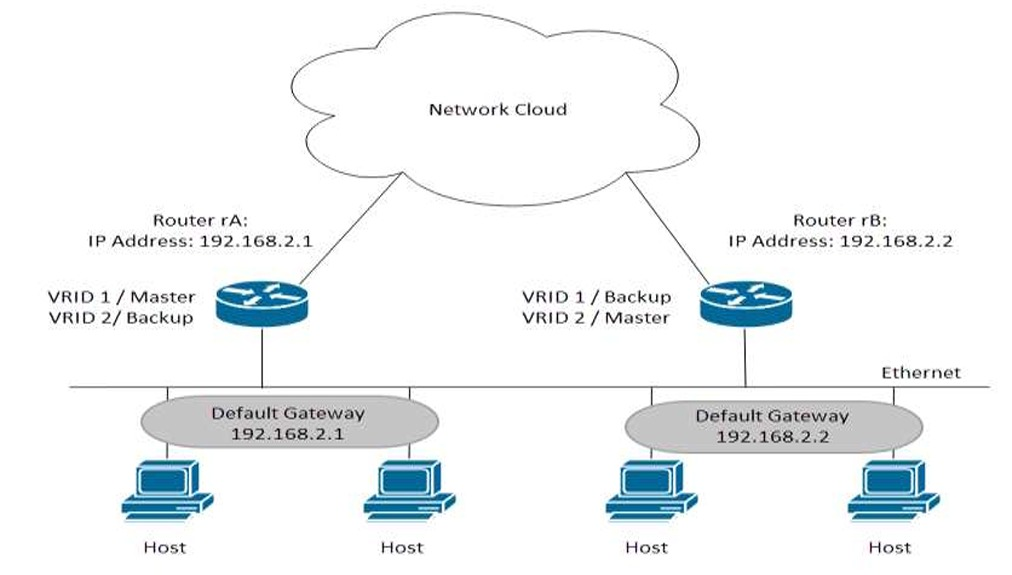 Network Cloud
Router rA:
IP Address: 192.168.2.1
Router rB:
IP Address: 192.168.2.2
VRID 1 / Master
VRID 2/ Backup
VRID 1 / Backup
VRID 2 / Master
Ethernet
Default Gateway
192.168.2.1
Default Gateway
192.168.2.2
Host
Host
Host
Host